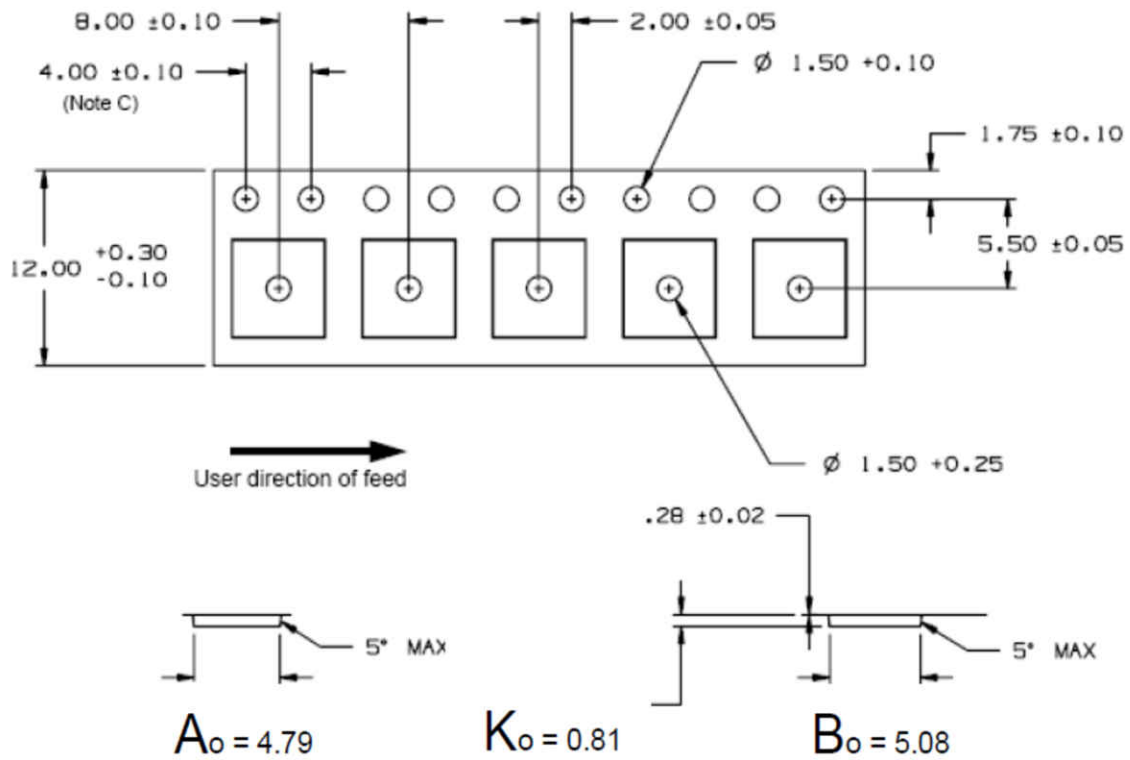 8.00 ±0.10
2.00 ±0.05
4.00 ±0.10
(Note C)
Ø 1.50 +0.10
1.75 ±0.10
12.00 +0.30
-0.10
5.50 ±0.05
Ø 1.50 +0.25
User direction of feed
.28 ±0.02
5° MAX
5° MAX
Ao = 4.79
Ko = 0.81
Bo = 5.08